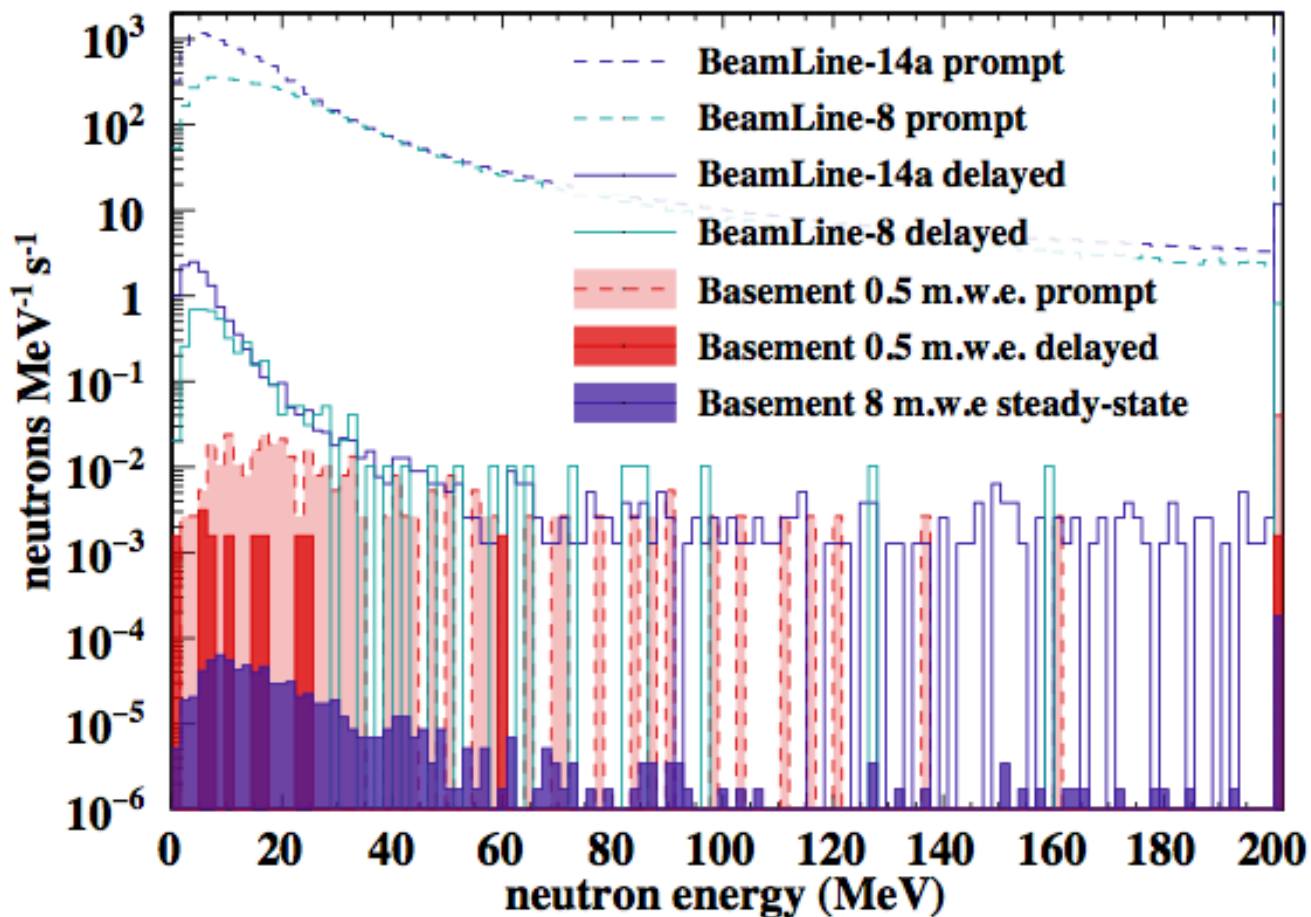 10³
10²
10
1
10⁻¹
10⁻²
10⁻³
10⁻⁴
10⁻⁵
10⁻⁶
neutrons MeV⁻¹ s⁻¹
BeamLine-14a prompt
BeamLine-8 prompt
BeamLine-14a delayed
BeamLine-8 delayed
Basement 0.5 m.w.e. prompt
Basement 0.5 m.w.e. delayed
Basement 8 m.w.e steady-state
0 20 40 60 80 100 120 140 160 180 200
neutron energy (MeV)